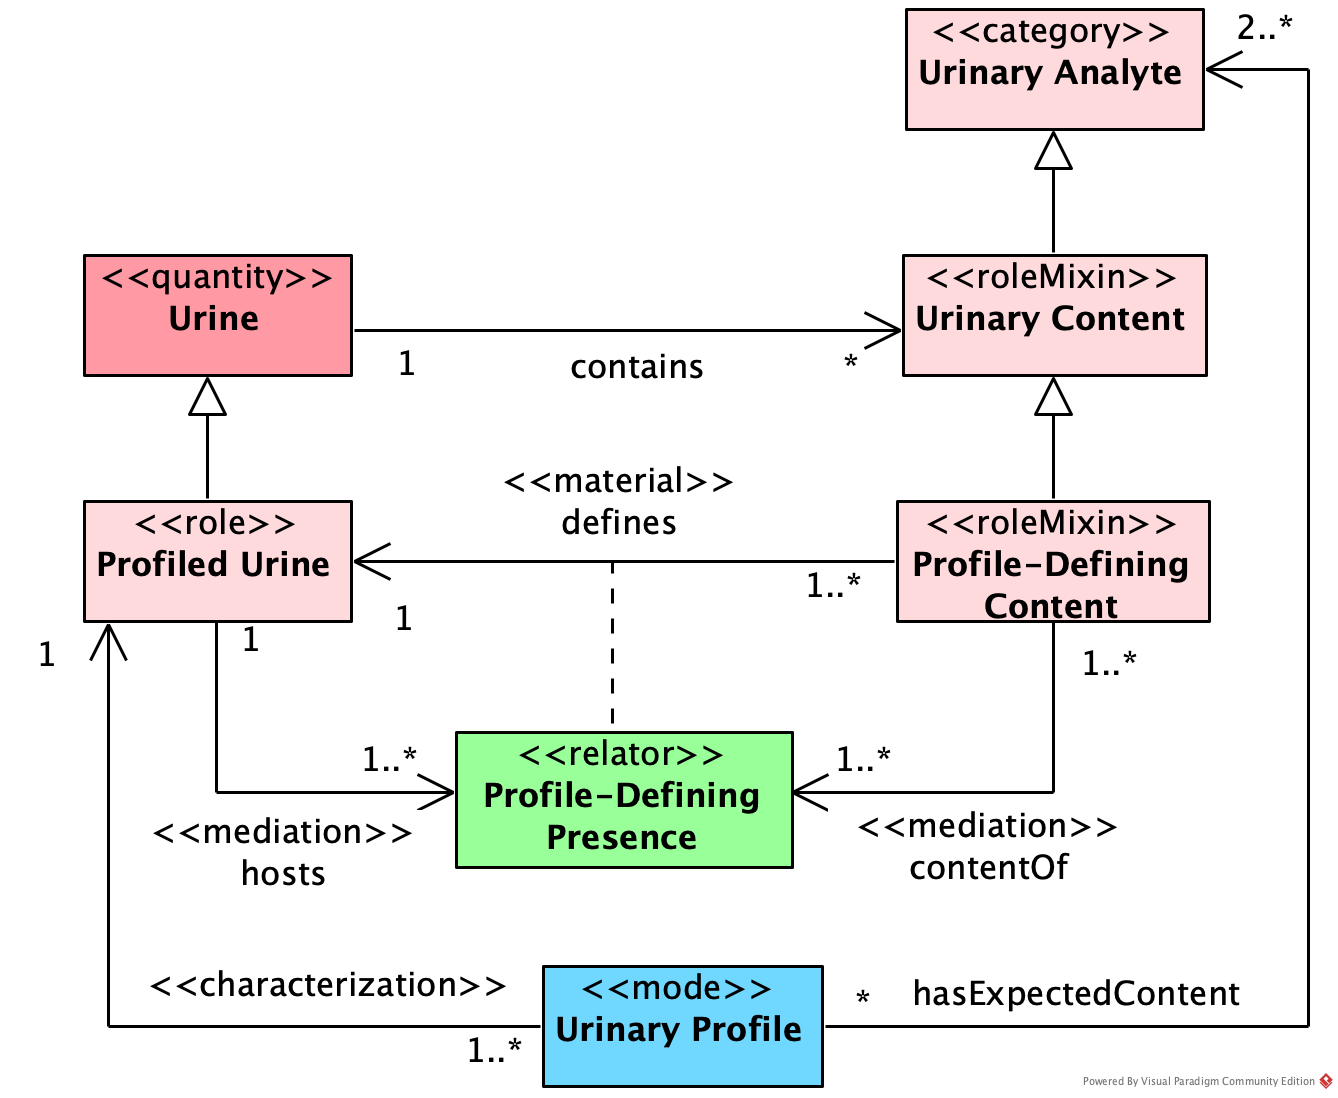 <<category>>
Urinary Analyte
2..*
<<quantity>>
Urine
<<roleMixin>>
Urinary Content
1
contains
*
<<material>>
defines
<<role>>
Profiled Urine
<<roleMixin>>
Profile-Defining
Content
1
1..*
1
1
1..*
1..*
1..*
<<relator>>
Profile-Defining
Presence
<<mediation>>
hosts
<<mediation>>
contentOf
<<characterization>>
1..*
<<mode>>
Urinary Profile
*
hasExpectedContent
Powered By Visual Paradigm Community Edition